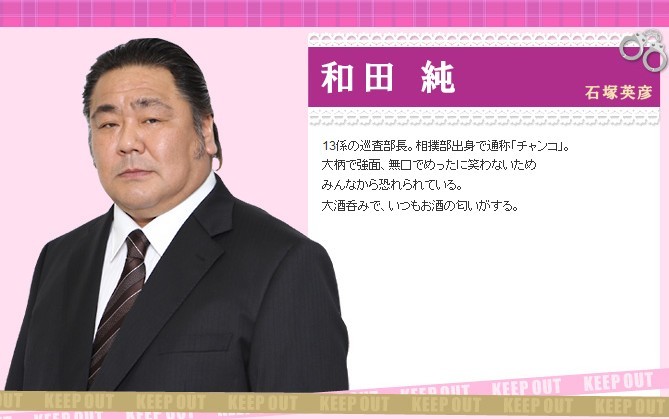 和田 純
石塚英彦
13係の巡査部長。相撲部出身で通称「チャンコ」。
大柄で強面、無口でめったに笑わないため
みんなから恐れられている。
大酒呑みで、いつもお酒の匂いがする。
KEEP OUT KEEP OUT KEEP OUT
KEEP OUT KEEP OUT KEEP OUT KEEP OUT KEEP OUT